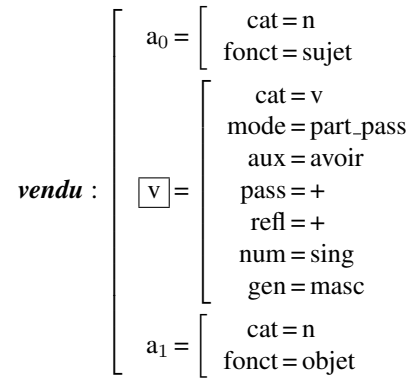 a0 = cat = n
fonct = sujet
cat = v
mode = part_pass
aux = avoir
vendu : v = pass = +
refl = +
num = sing
gen = masc
a1 = cat = n
fonct = objet